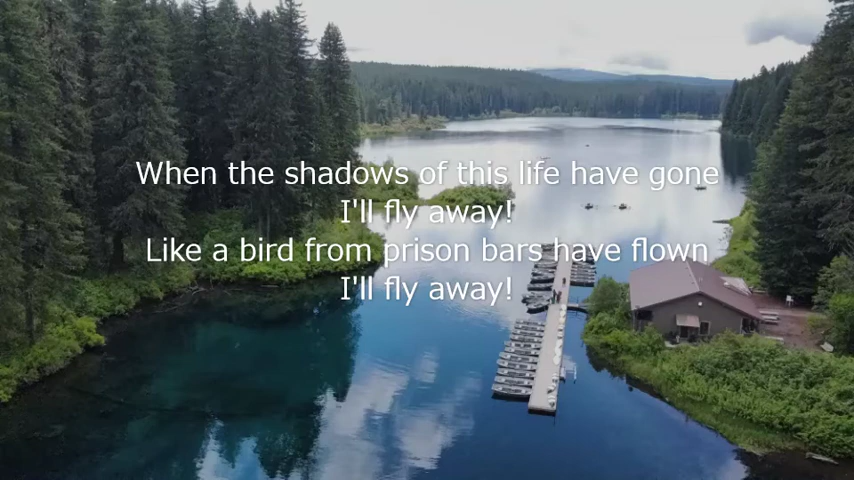 When the shadows of this life have gone
I'll fly away!
Like a bird from prison bars have flown
I'll fly away!